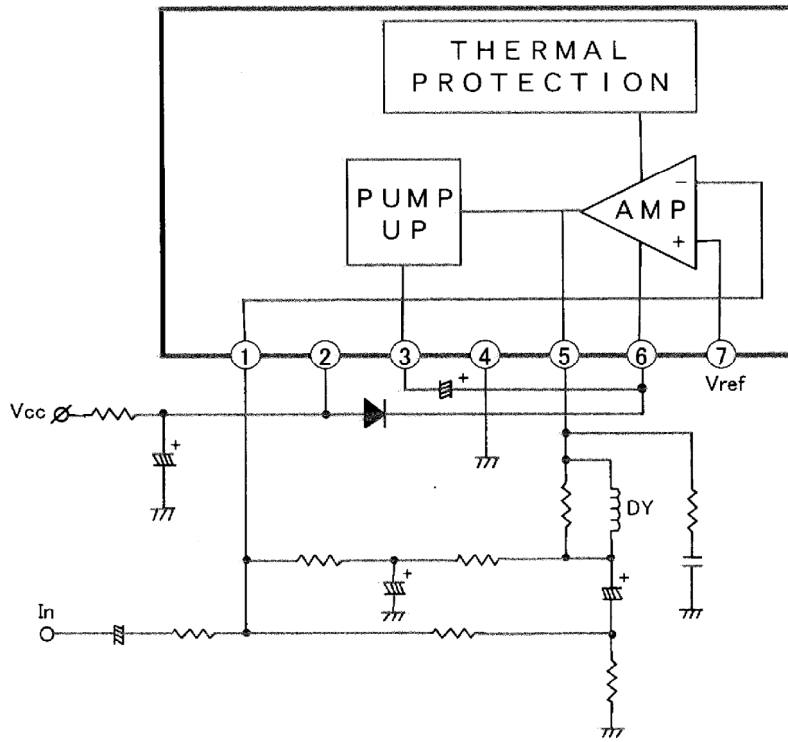 THERMAL
PROTECTION
PUMP
UP
AMP
−
+
1 2 3 4 5 6 7
Vref
+
Vcc
+
DY
+
+
In